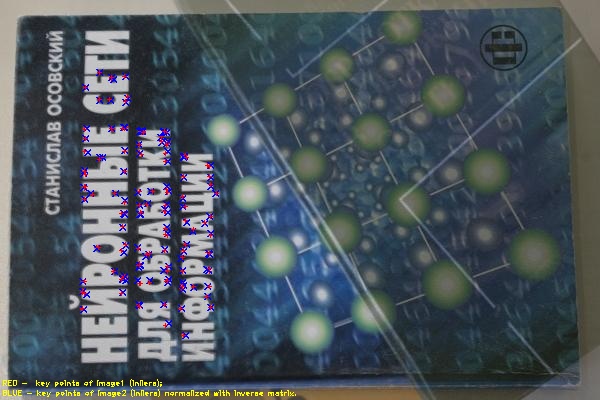 СТАНИСЛАВ ОСОВСКИЙ
НЕЙРОННЫЕ СЕТИ
ДЛЯ ОБРАБОТКИ
ИНФОРМАЦИИ
RED - key points of image1 (inliers);
BLUE - key points of image2 (inliers) normalized with inverse matrix.